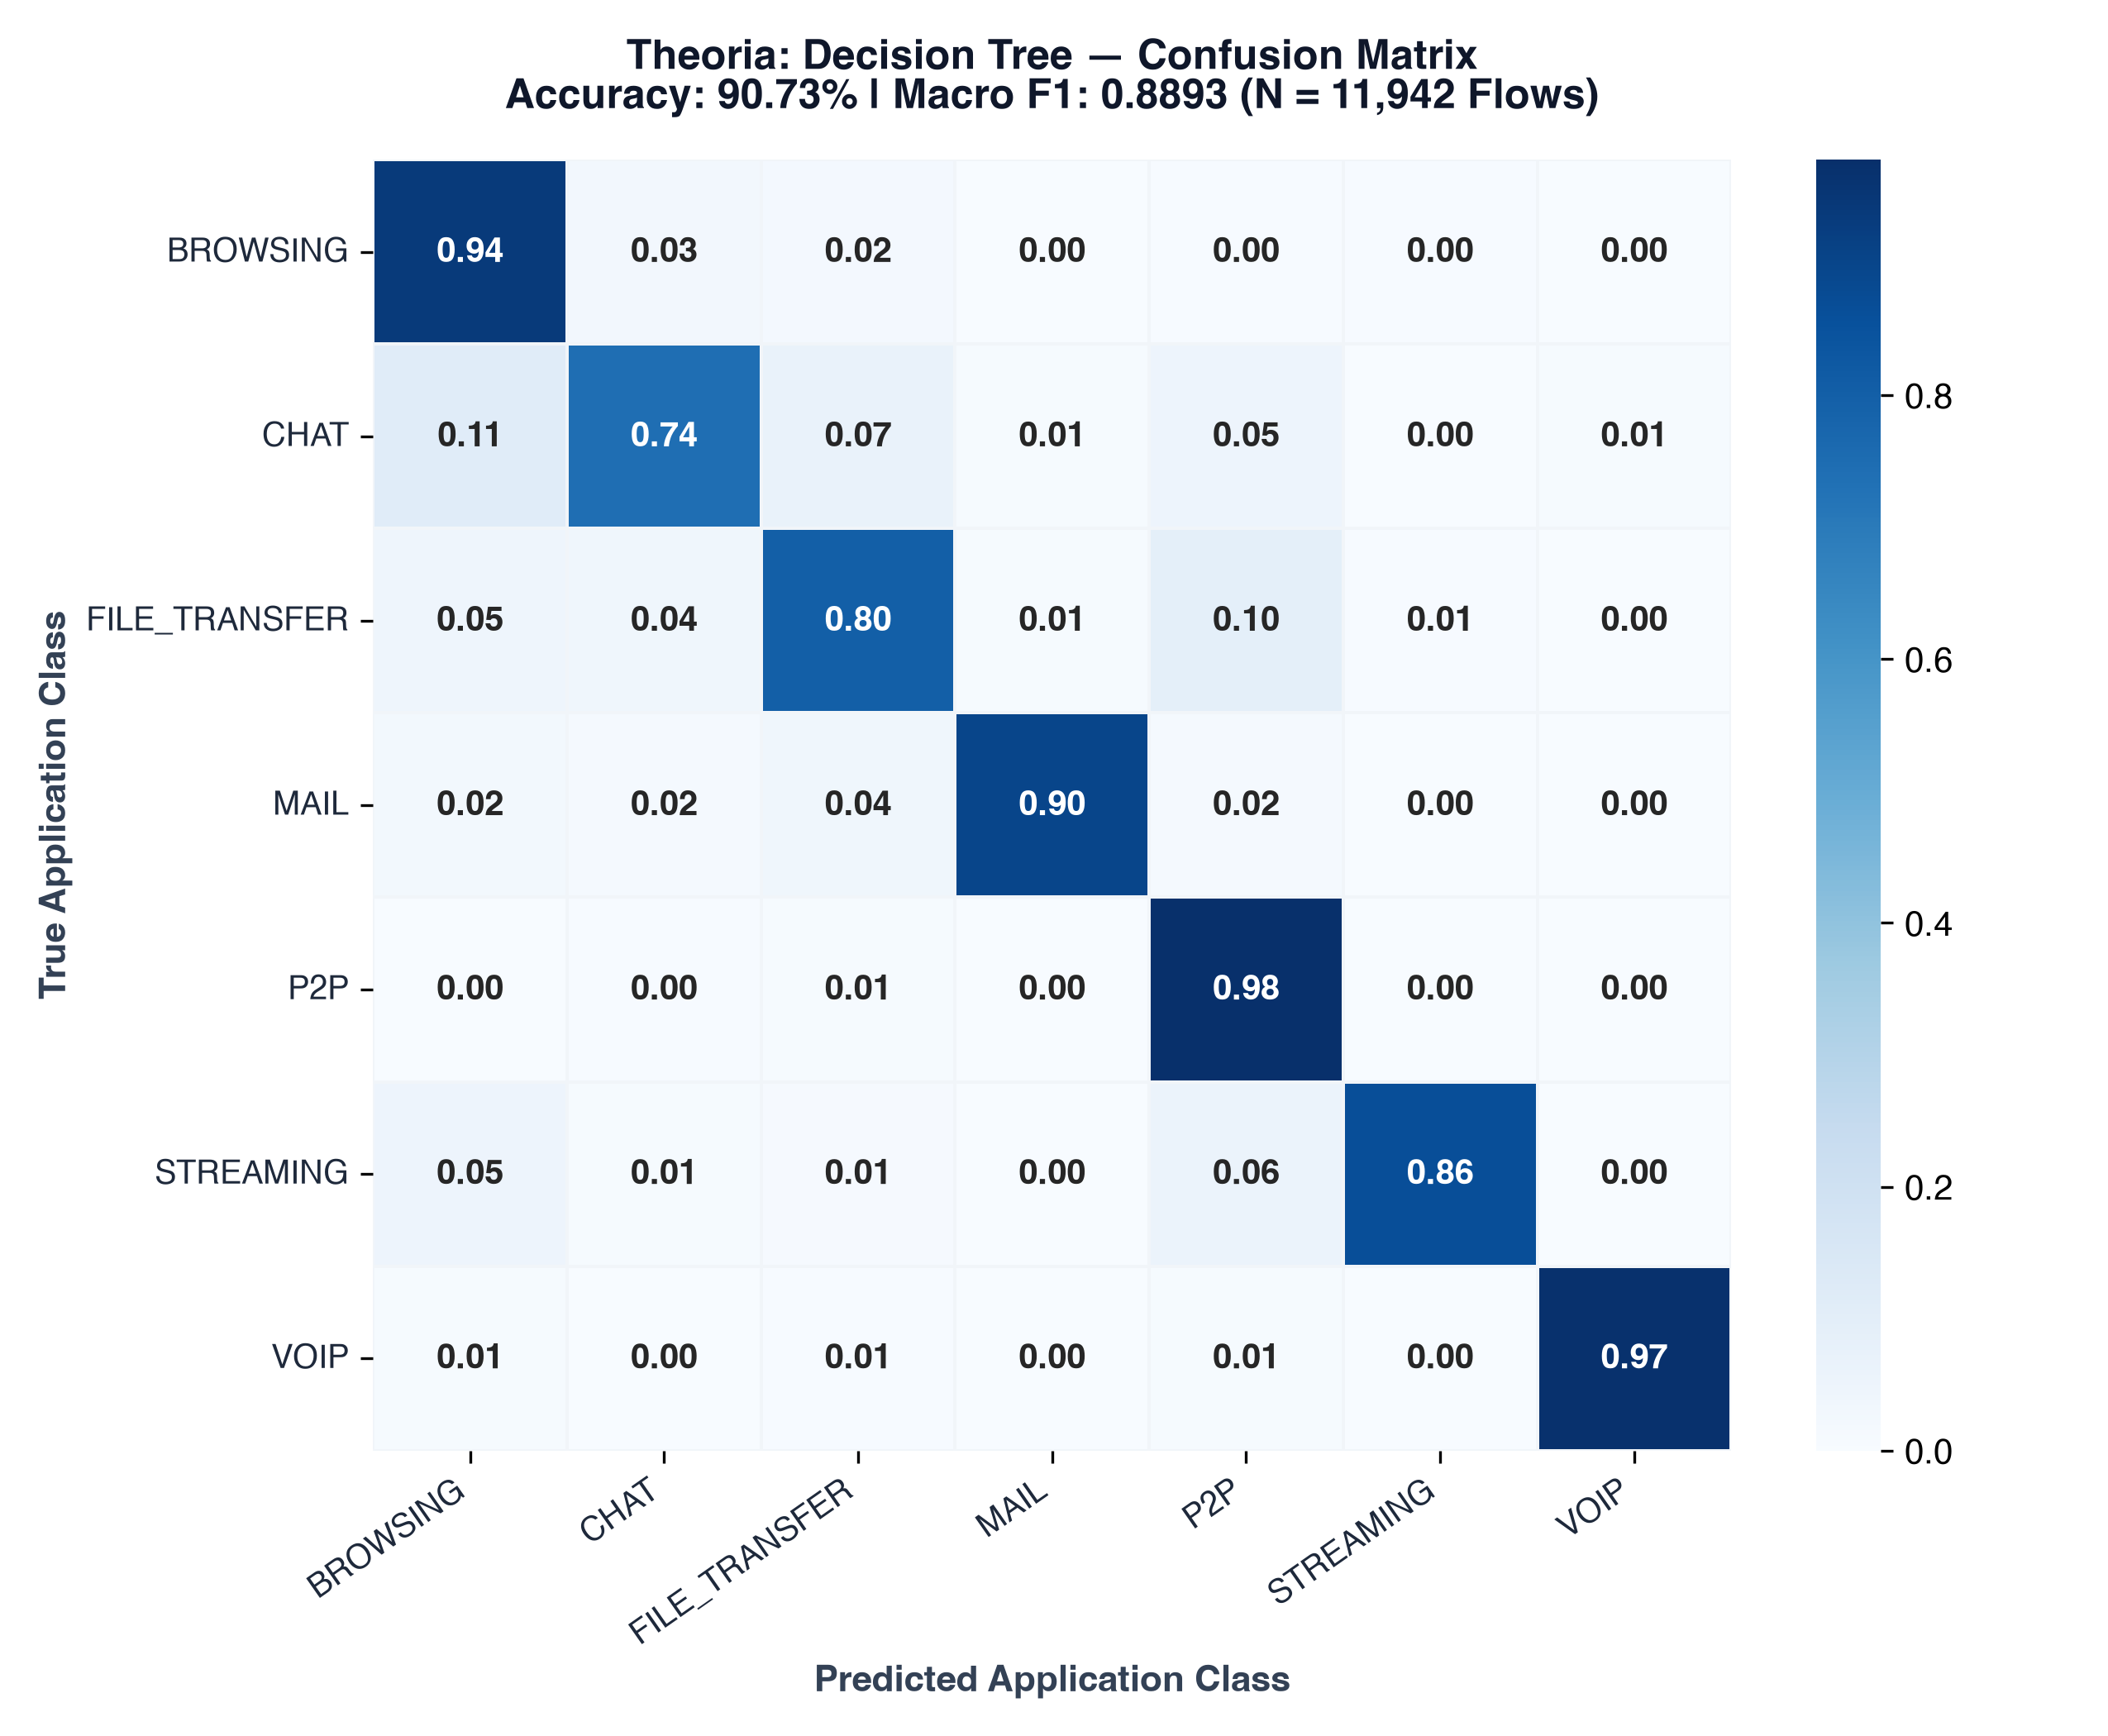 Theoria: Decision Tree — Confusion Matrix
Accuracy: 90.73% | Macro F1: 0.8893 (N = 11,942 Flows)
True Application Class
BROWSING 0.94 0.03 0.02 0.00 0.00 0.00 0.00
CHAT 0.11 0.74 0.07 0.01 0.05 0.00 0.01
FILE_TRANSFER 0.05 0.04 0.80 0.01 0.10 0.01 0.00
MAIL 0.02 0.02 0.04 0.90 0.02 0.00 0.00
P2P 0.00 0.00 0.01 0.00 0.98 0.00 0.00
STREAMING 0.05 0.01 0.01 0.00 0.06 0.86 0.00
VOIP 0.01 0.00 0.01 0.00 0.01 0.00 0.97
BROWSING CHAT FILE_TRANSFER MAIL P2P STREAMING VOIP
Predicted Application Class
0.8
0.6
0.4
0.2
0.0